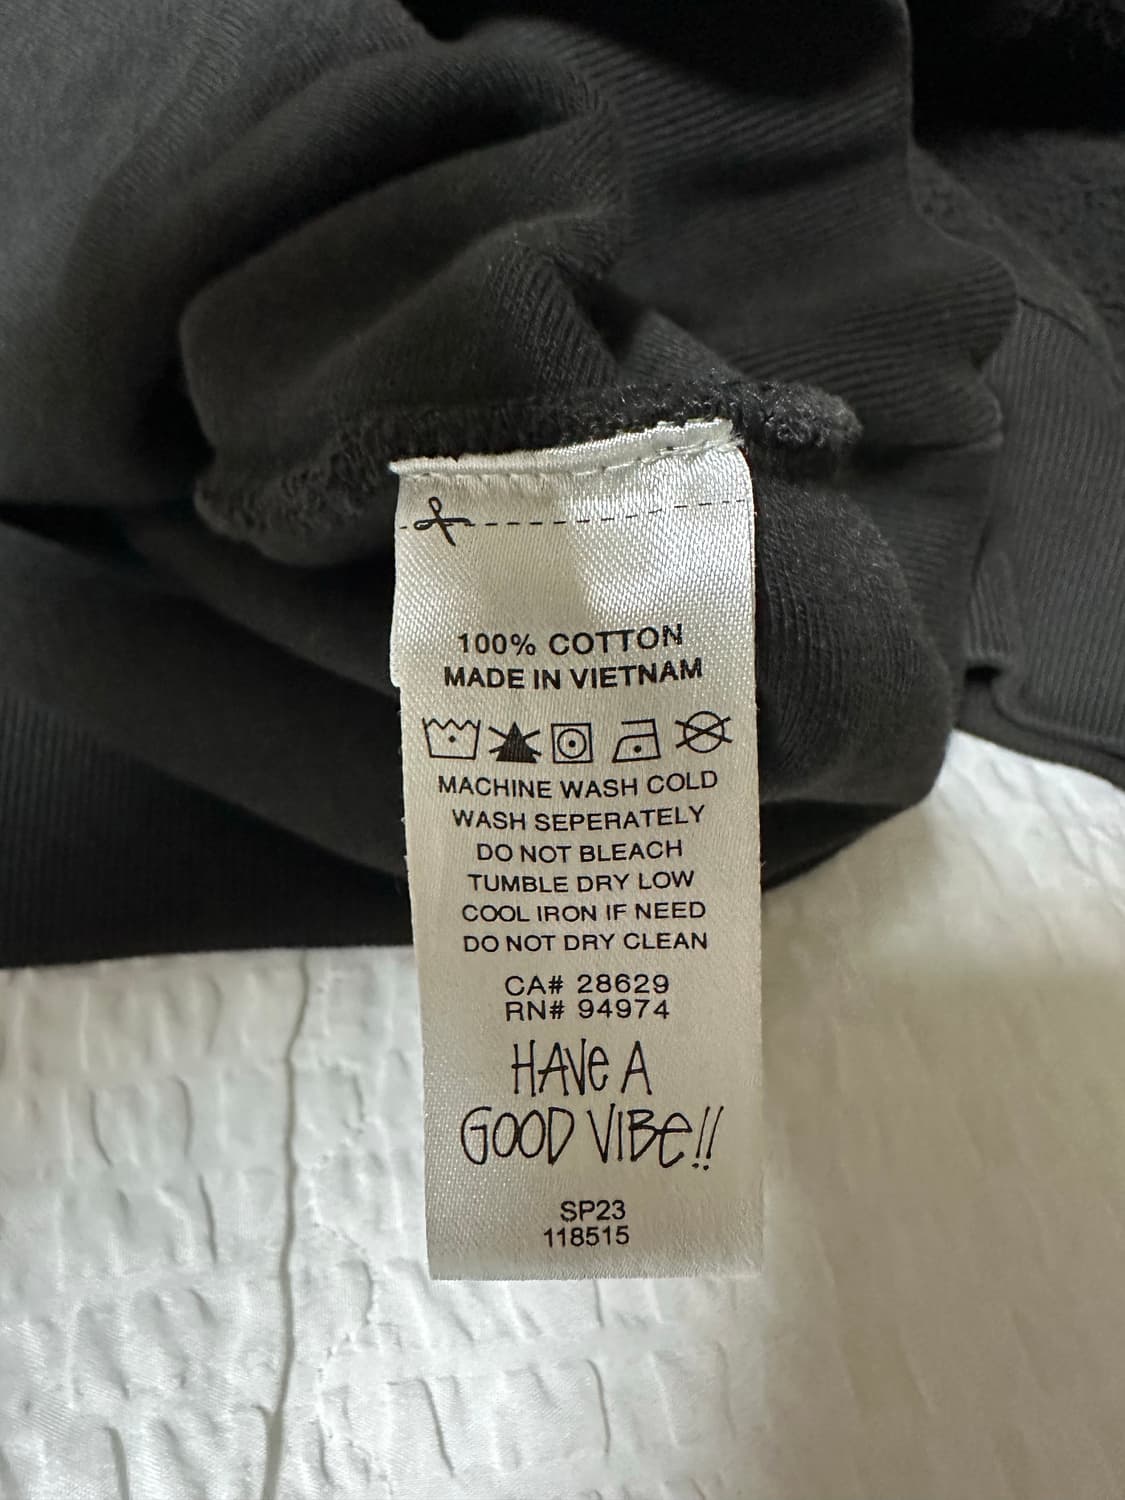 100% COTTON
MADE IN VIETNAM
MACHINE WASH COLD
WASH SEPERATELY
DO NOT BLEACH
TUMBLE DRY LOW
COOL IRON IF NEED
DO NOT DRY CLEAN
CA# 28629
RN# 94974
HAVe A
GOOD VIBe!!
SP23
118515